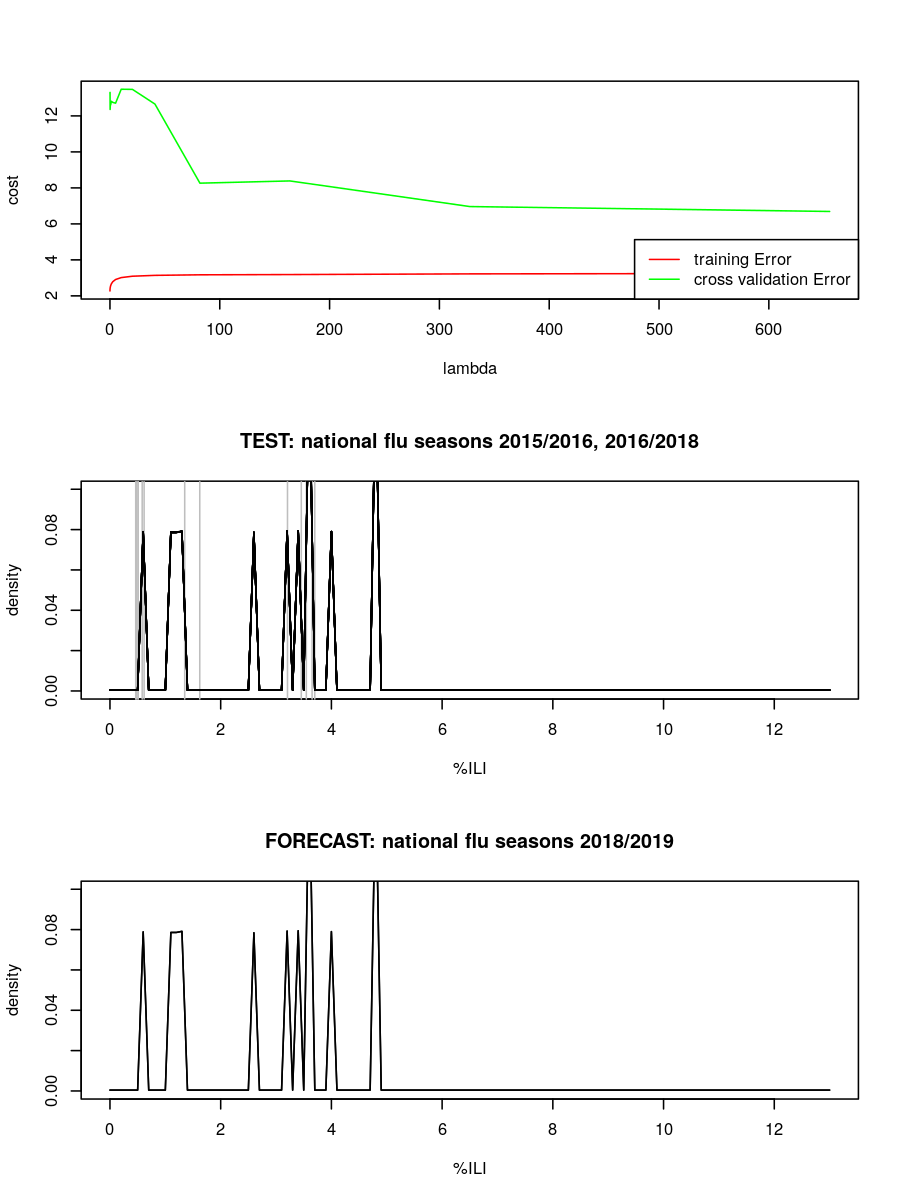 cost
12
10
8
6
4
2
training Error
cross validation Error
0 100 200 300 400 500 600
lambda
TEST: national flu seasons 2015/2016, 2016/2018
density
0.08
0.04
0.00
0 2 4 6 8 10 12
%ILI
FORECAST: national flu seasons 2018/2019
density
0.08
0.04
0.00
0 2 4 6 8 10 12
%ILI